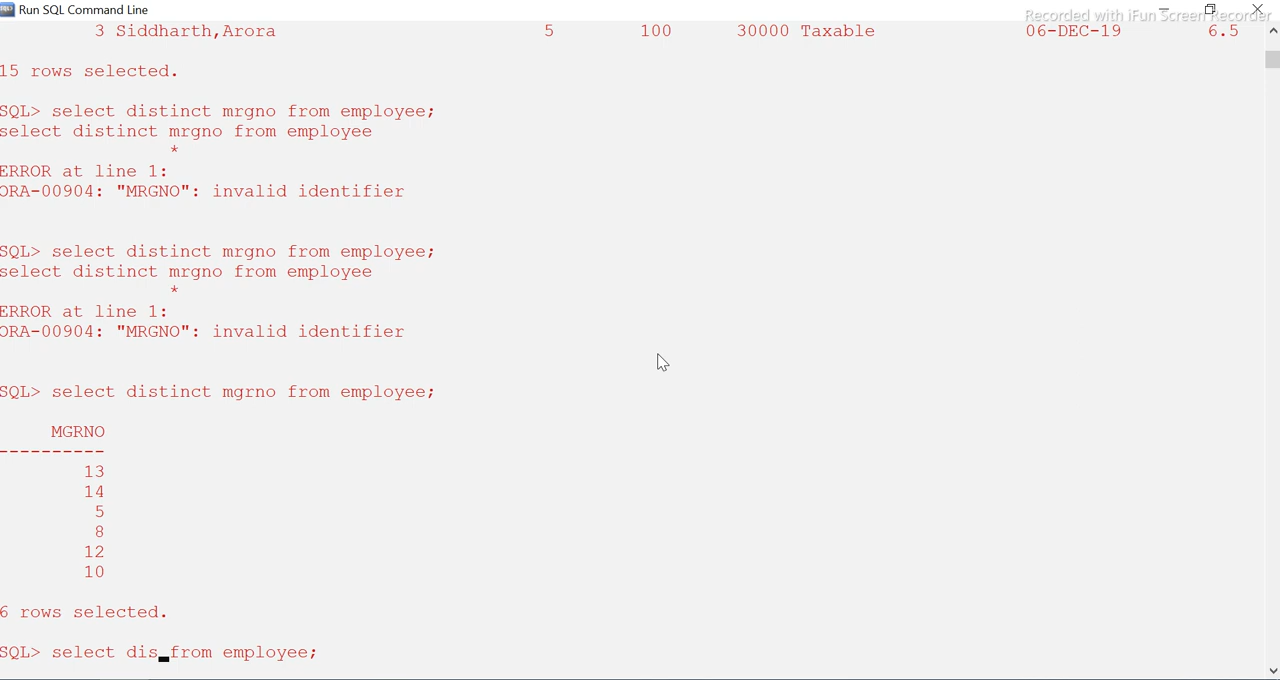 Run SQL Command Line
Recorded with iFun Screen Recorder
3 Siddharth,Arora 5 100 30000 Taxable 06-DEC-19 6.5
15 rows selected.
SQL> select distinct mrgno from employee;
select distinct mrgno from employee
*
ERROR at line 1:
ORA-00904: "MRGNO": invalid identifier
SQL> select distinct mrgno from employee;
select distinct mrgno from employee
*
ERROR at line 1:
ORA-00904: "MRGNO": invalid identifier
SQL> select distinct mgrno from employee;
MGRNO
----------
13
14
5
8
12
10
6 rows selected.
SQL> select dis_from employee;